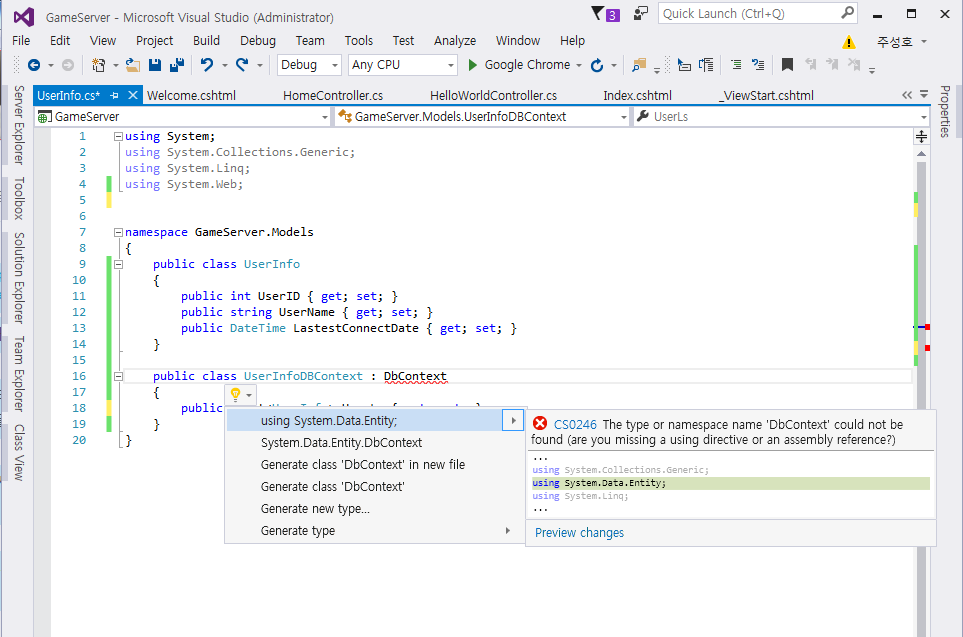 GameServer - Microsoft Visual Studio (Administrator)
3
Quick Launch (Ctrl+Q)
File Edit View Project Build Debug Team Tools Test Analyze Window Help
주성호
Debug Any CPU Google Chrome
Server Explorer
Toolbox
Solution Explorer
Team Explorer
Class View
Properties
UserInfo.cs* Welcome.cshtml HomeController.cs HelloWorldController.cs Index.cshtml _ViewStart.cshtml
GameServer GameServer.Models.UserInfoDBContext UserLs
1 using System;
2 using System.Collections.Generic;
3 using System.Linq;
4 using System.Web;
5
6
7 namespace GameServer.Models
8 {
9 public class UserInfo
10 {
11 public int UserID { get; set; }
12 public string UserName { get; set; }
13 public DateTime LastestConnectDate { get; set; }
14 }
15
16 public class UserInfoDBContext : DbContext
17 {
18 public
19 }
20 }
using System.Data.Entity;
System.Data.Entity.DbContext
Generate class 'DbContext' in new file
Generate class 'DbContext'
Generate new type...
Generate type
CS0246 The type or namespace name 'DbContext' could not be
found (are you missing a using directive or an assembly reference?)
...
using System.Collections.Generic;
using System.Data.Entity;
using System.Linq;
...
Preview changes